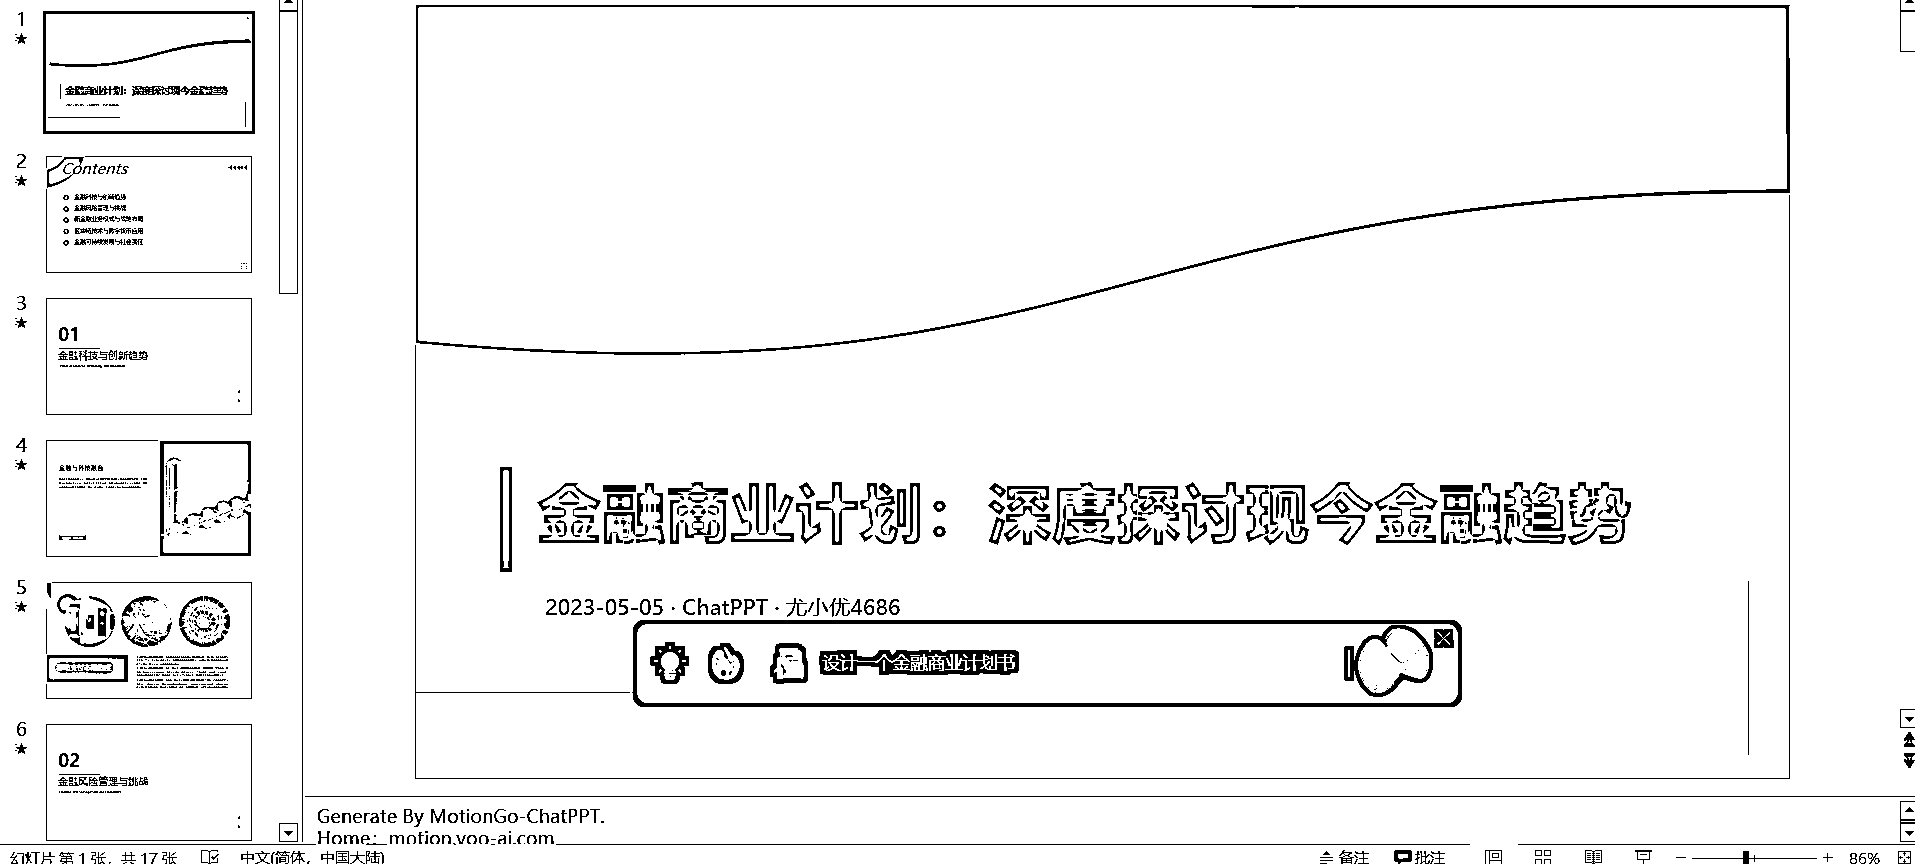 1
金融商业计划：深度探讨现今金融趋势
2
Contents
金融科技与创新趋势
金融风险管理与挑战
新金融业务模式与战略布局
区块链技术与数字货币应用
金融可持续发展与社会责任
3
01
金融科技与创新趋势
4
金融与科技融合
5
6
02
金融风险管理与挑战
金融商业计划：深度探讨现今金融趋势
2023-05-05 · ChatPPT · 尤小优4686
设计一个金融商业计划书
Generate By MotionGo-ChatPPT.
Home：motion.yoo-ai.com
幻灯片 第 1 张，共 17 张
中文(简体，中国大陆)
备注
批注
86%